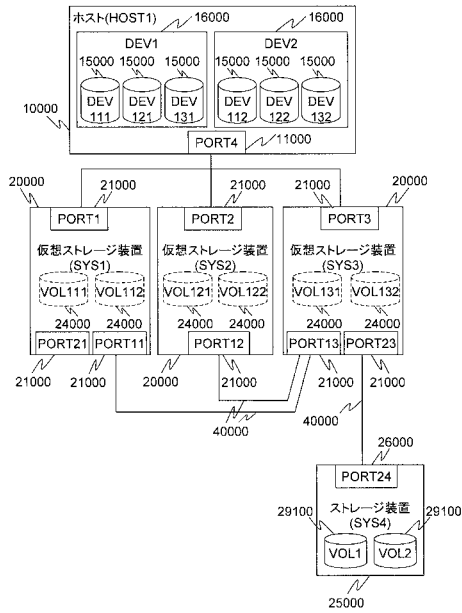 ホスト(HOST1)
16000
16000
DEV1
DEV2
15000 15000 15000
15000 15000 15000
DEV 111
DEV 121
DEV 131
DEV 112
DEV 122
DEV 132
10000
PORT4
11000
20000
21000
21000
21000
20000
PORT1
PORT2
PORT3
仮想ストレージ装置
(SYS1)
仮想ストレージ装置
(SYS2)
仮想ストレージ装置
(SYS3)
VOL111
VOL112
VOL121
VOL122
VOL131
VOL132
24000 24000
24000 24000
24000 24000
PORT21
PORT11
PORT12
PORT13
PORT23
21000
21000
20000
21000
21000
21000
40000
40000
26000
PORT24
ストレージ装置
(SYS4)
29100
29100
VOL1
VOL2
25000